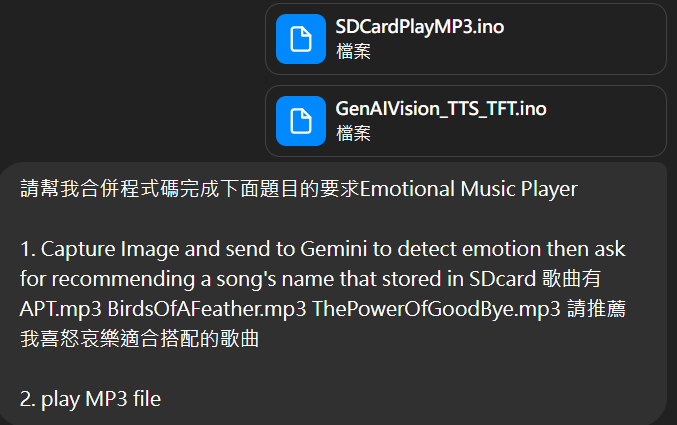 SDCardPlayMP3.ino
檔案
GenAIVision_TTS_TFT.ino
檔案
請幫我合併程式碼完成下面題目的要求Emotional Music Player
1. Capture Image and send to Gemini to detect emotion then ask
for recommending a song's name that stored in SDcard 歌曲有
APT.mp3 BirdsOfAFeather.mp3 ThePowerOfGoodBye.mp3 請推薦
我喜怒哀樂適合搭配的歌曲
2. play MP3 file